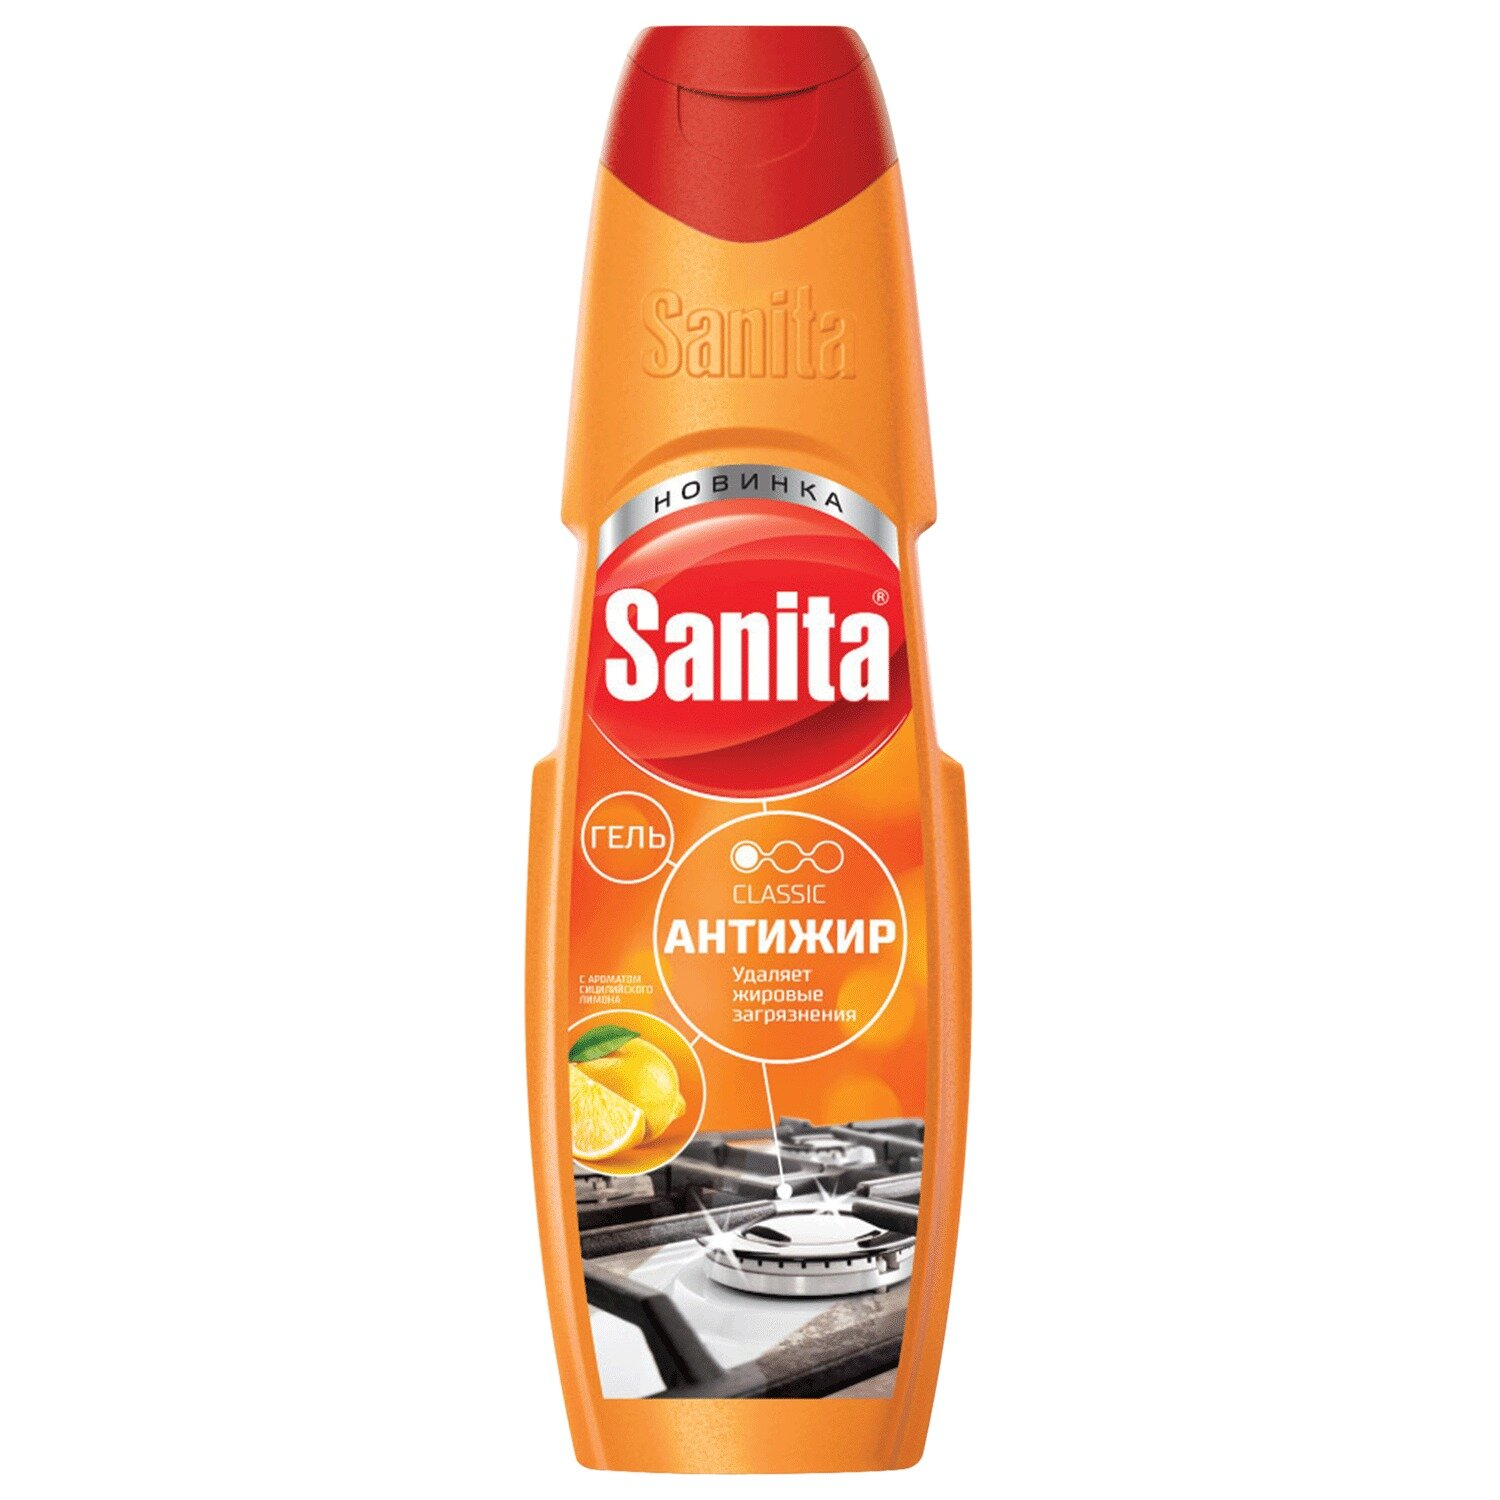 Sanita
НОВИНКА
Sanita®
ГЕЛЬ
CLASSIC
АНТИЖИР
Удаляет
жировые
загрязнения
С АРОМАТОМ
СИЦИЛИЙСКОГО
ЛИМОНА